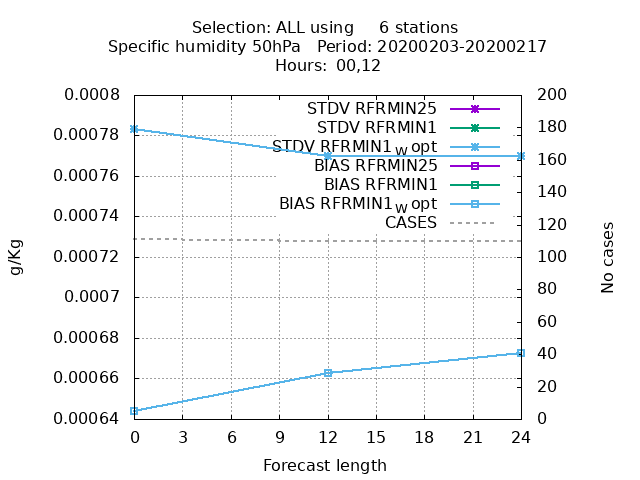 Selection: ALL using 6 stations
Specific humidity 50hPa Period: 20200203-20200217
Hours: 00,12
0.0008
0.00078
0.00076
0.00074
0.00072
0.0007
0.00068
0.00066
0.00064
g/Kg
STDV RFRMIN25
STDV RFRMIN1
STDV RFRMIN1_w opt
BIAS RFRMIN25
BIAS RFRMIN1
BIAS RFRMIN1_w opt
CASES
200
180
160
140
120
100
80
60
40
20
0
No cases
0 3 6 9 12 15 18 21 24
Forecast length